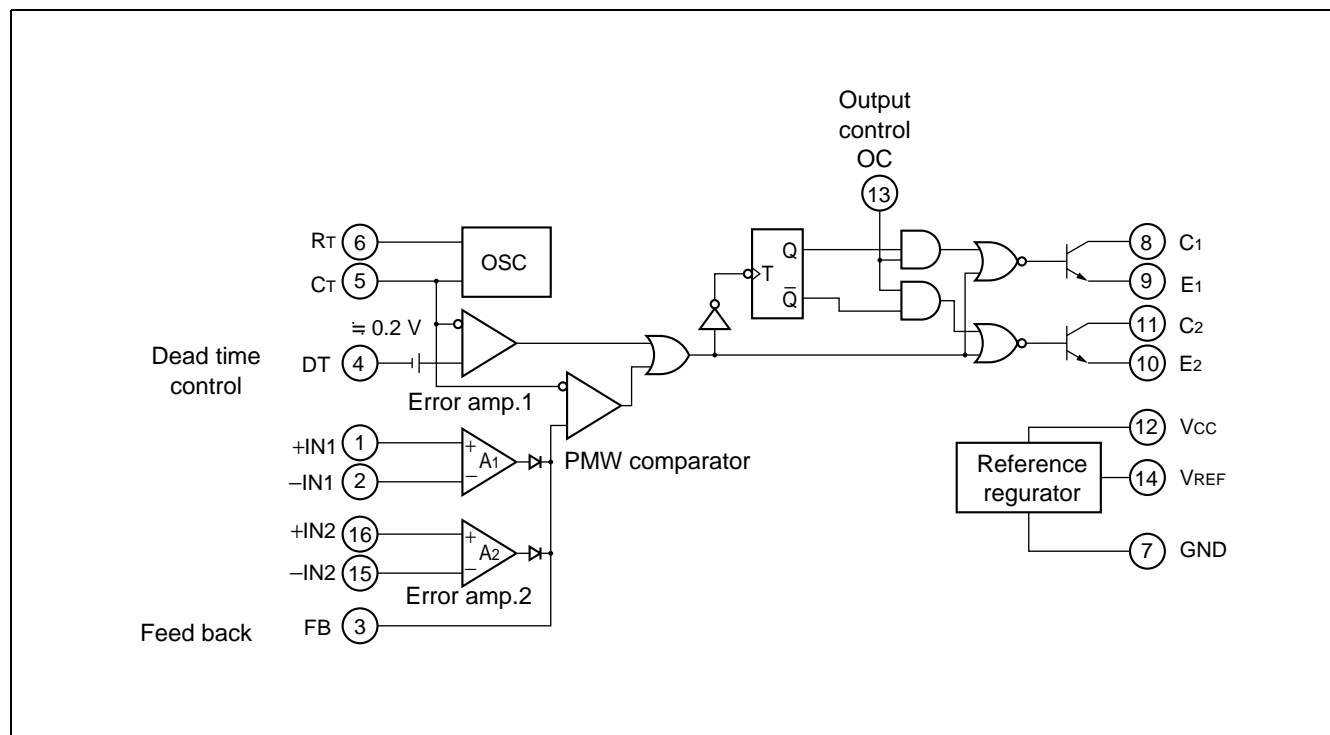 Output
control
OC
13
RT 6
CT 5
OSC
≒ 0.2 V
Dead time
control
DT 4
Error amp.1
+IN1 1
−IN1 2
+ − A1
PMW comparator
+IN2 16
−IN2 15
+ − A2
Error amp.2
Feed back
FB 3
T Q Q̅
8 C1
9 E1
11 C2
10 E2
12 VCC
Reference
regurator
14 VREF
7 GND